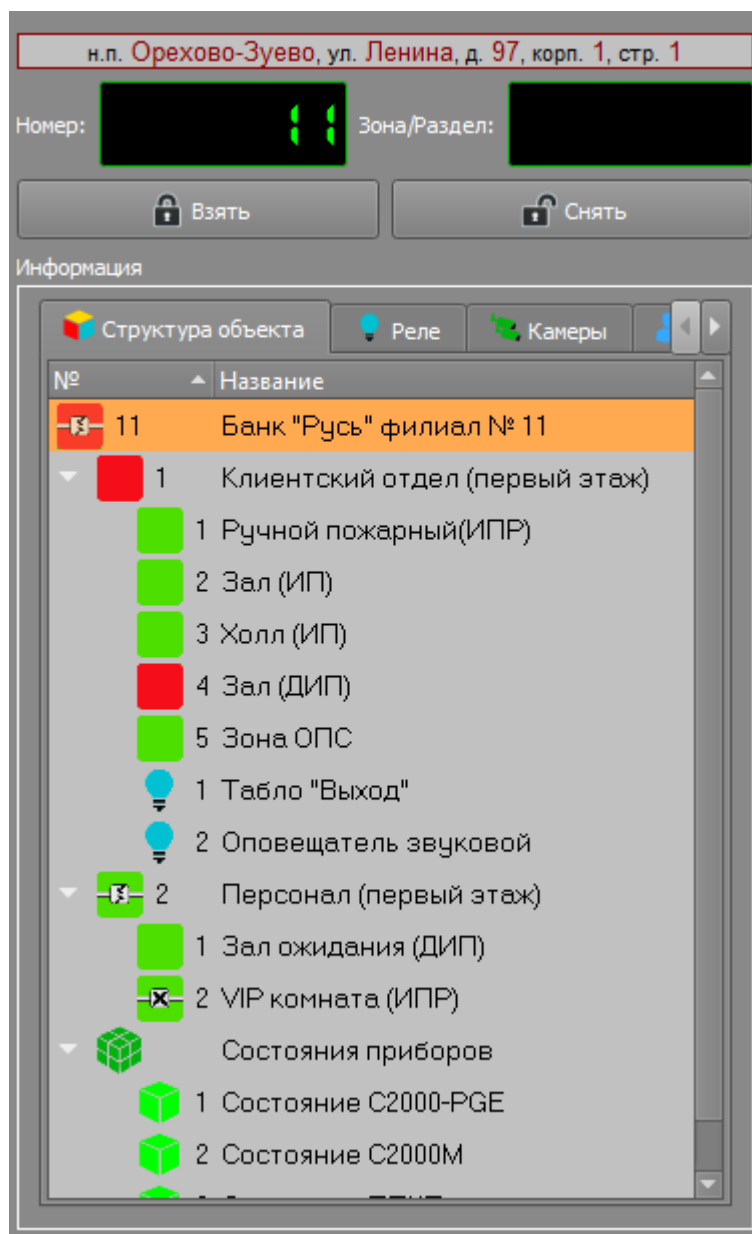 н.п. Орехово-Зуево, ул. Ленина, д. 97, корп. 1, стр. 1
Номер: 11 Зона/Раздел:
Взять Снять
Информация
Структура объекта Реле Камеры
№ Название
11 Банк "Русь" филиал № 11
1 Клиентский отдел (первый этаж)
1 Ручной пожарный(ИПР)
2 Зал (ИП)
3 Холл (ИП)
4 Зал (ДИП)
5 Зона ОПС
1 Табло "Выход"
2 Оповещатель звуковой
2 Персонал (первый этаж)
1 Зал ожидания (ДИП)
2 VIP комната (ИПР)
Состояния приборов
1 Состояние С2000-PGE
2 Состояние С2000М